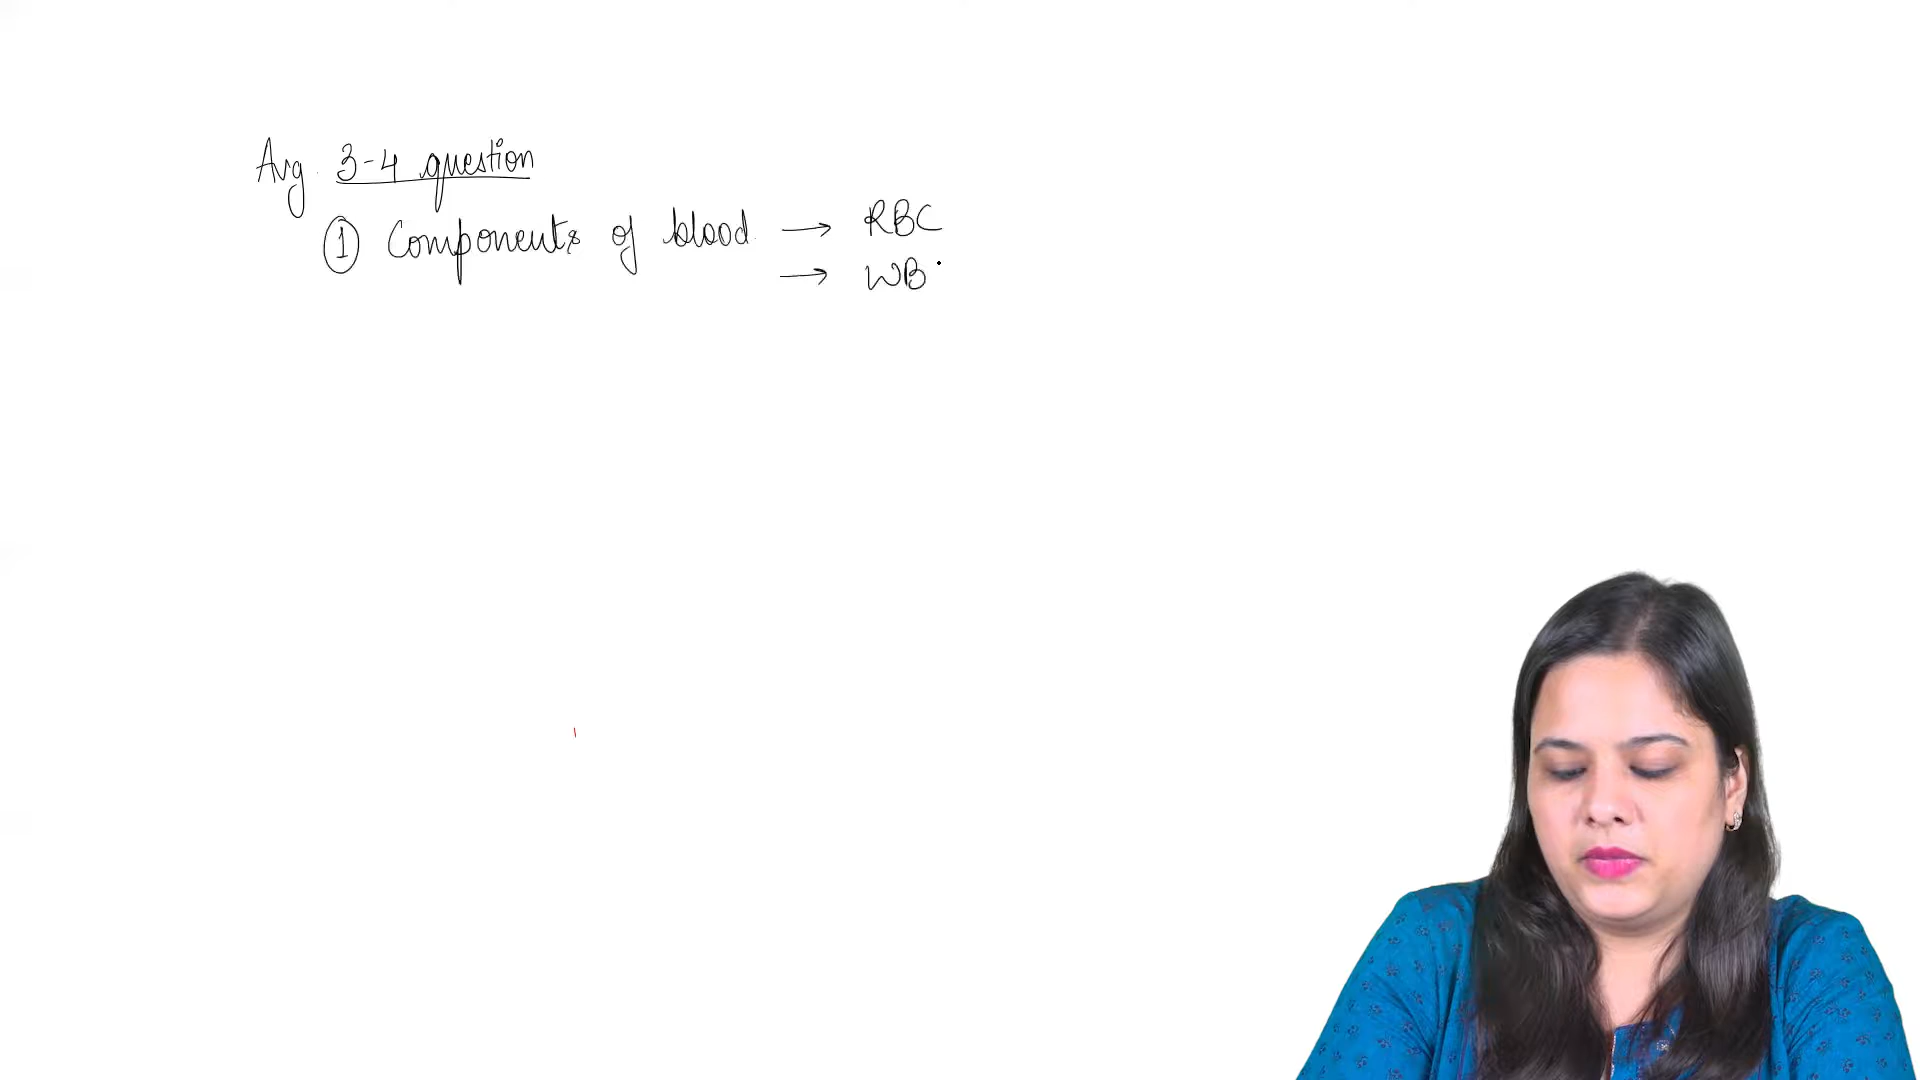 Avg. 3-4 question
① Components of blood → RBC
→ WB